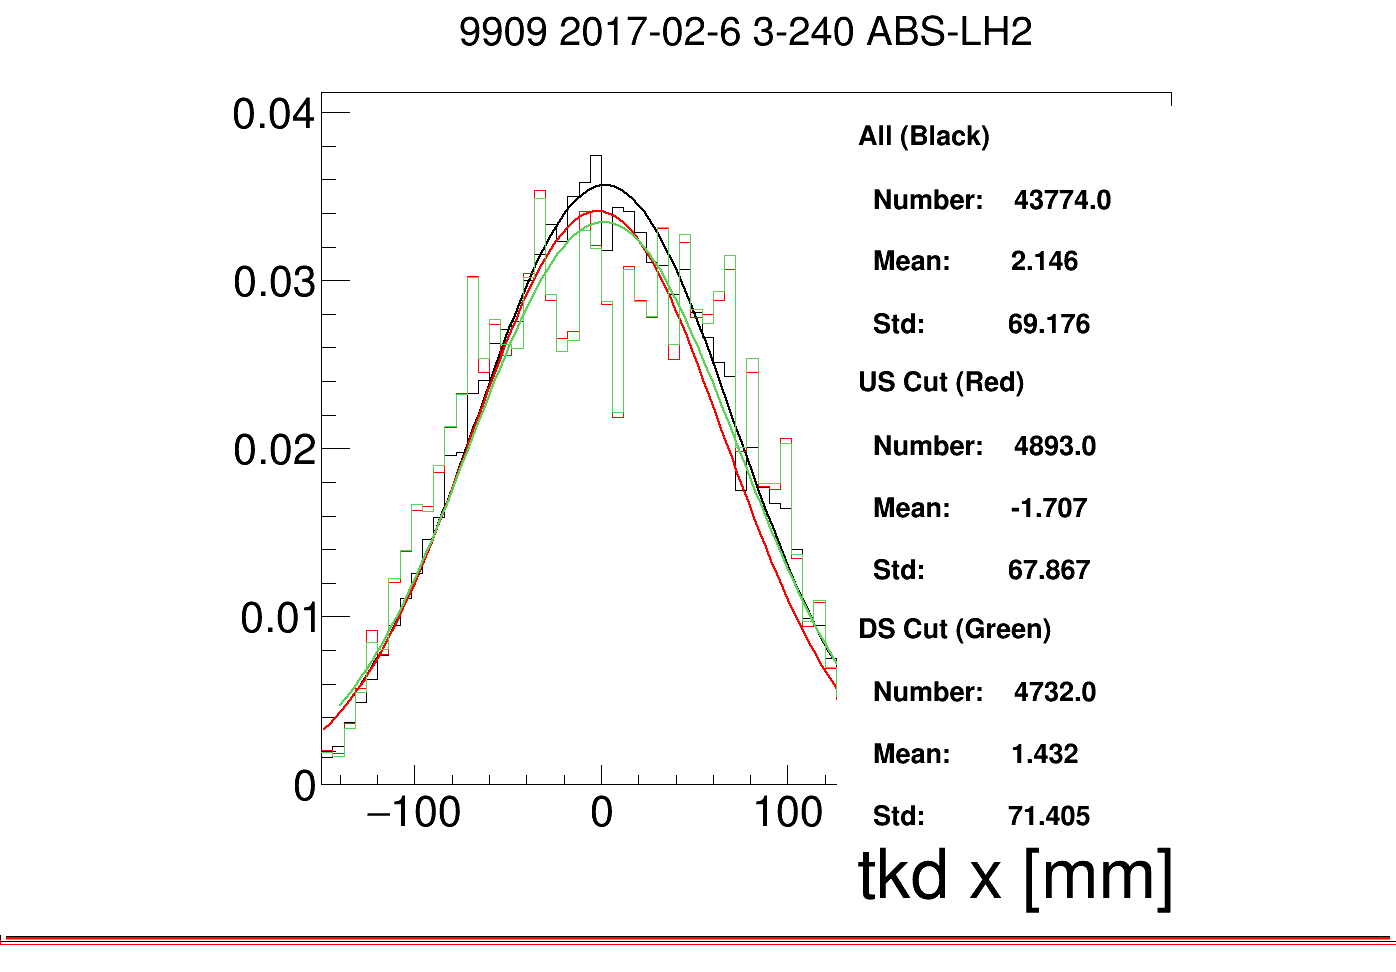 9909 2017-02-6 3-240 ABS-LH2
0.04
0.03
0.02
0.01
0
−100 0 100
All (Black)
Number: 43774.0
Mean: 2.146
Std: 69.176
US Cut (Red)
Number: 4893.0
Mean: -1.707
Std: 67.867
DS Cut (Green)
Number: 4732.0
Mean: 1.432
Std: 71.405
tkd x [mm]